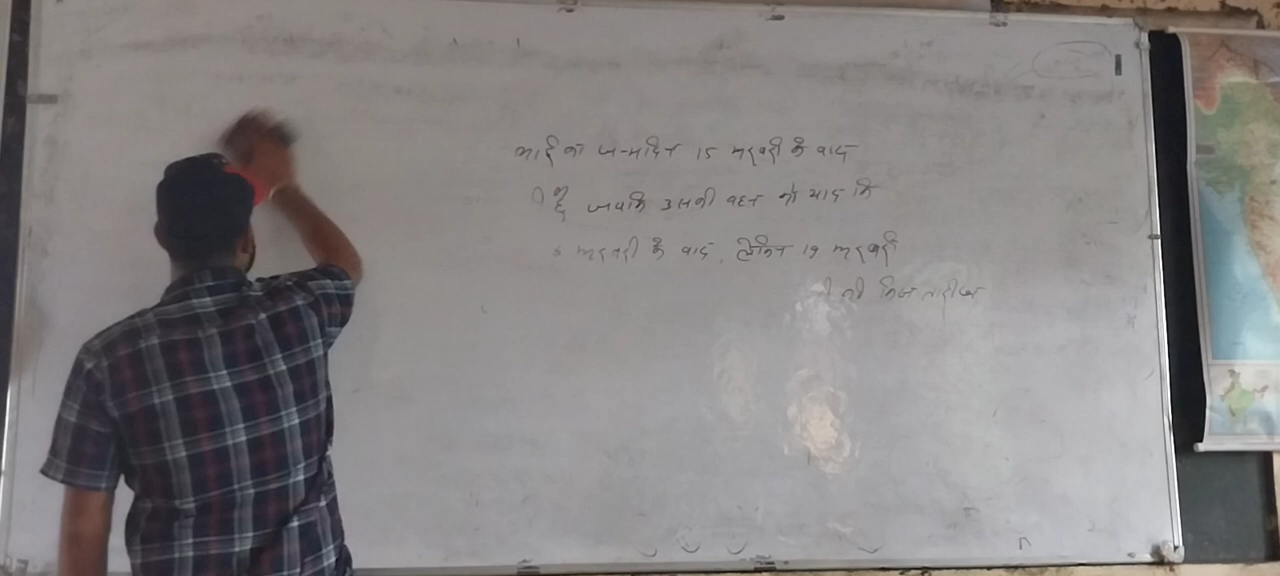 भाई का जन्मदिन 15 फरवरी के बाद
है जबकि उसकी बहन को याद कि
फरवरी के बाद, लेकिन 19 फरवरी
की किस तारीख